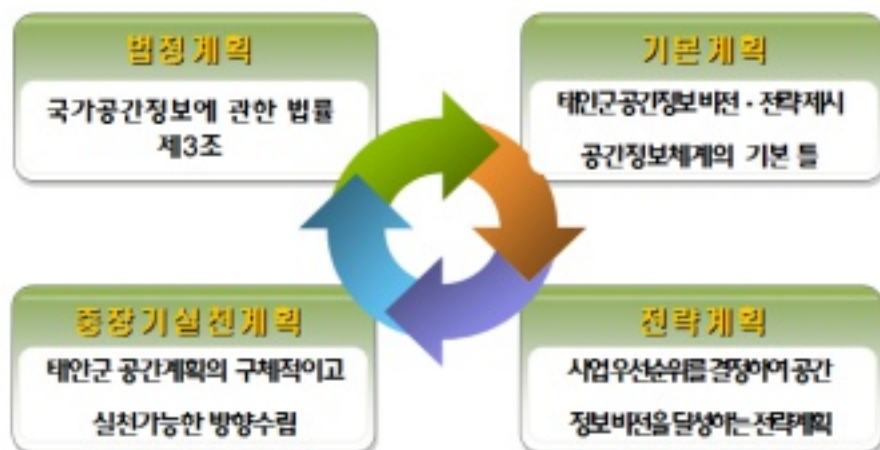 법정계획
국가공간정보에 관한 법률
제3조
기본계획
태안군공간정보비전·전략제시
공간정보체계의 기본 틀
중장기실천계획
태안군 공간계획의 구체적이고
실천가능한 방향수립
전략계획
사업우선순위를결정하여 공간
정보비전을달성하는전략계획